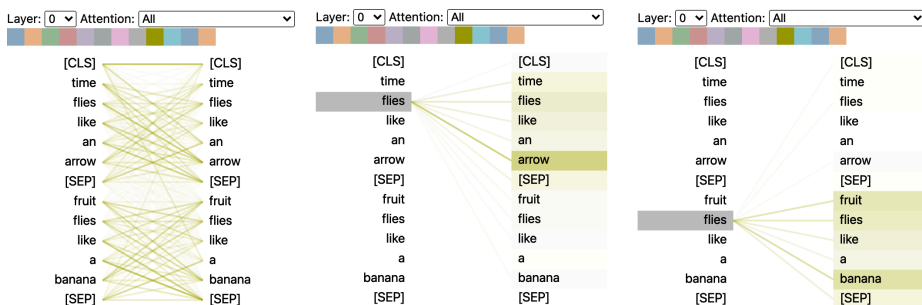 Layer: 0 Attention: All
[CLS] [CLS]
time time
flies flies
like like
an an
arrow arrow
[SEP] [SEP]
fruit fruit
flies flies
like like
a a
banana banana
[SEP] [SEP]
Layer: 0 Attention: All
[CLS] [CLS]
time time
flies flies
like like
an an
arrow arrow
[SEP] [SEP]
fruit fruit
flies flies
like like
a a
banana banana
[SEP] [SEP]
Layer: 0 Attention: All
[CLS] [CLS]
time time
flies flies
like like
an an
arrow arrow
[SEP] [SEP]
fruit fruit
flies flies
like like
a a
banana banana
[SEP] [SEP]